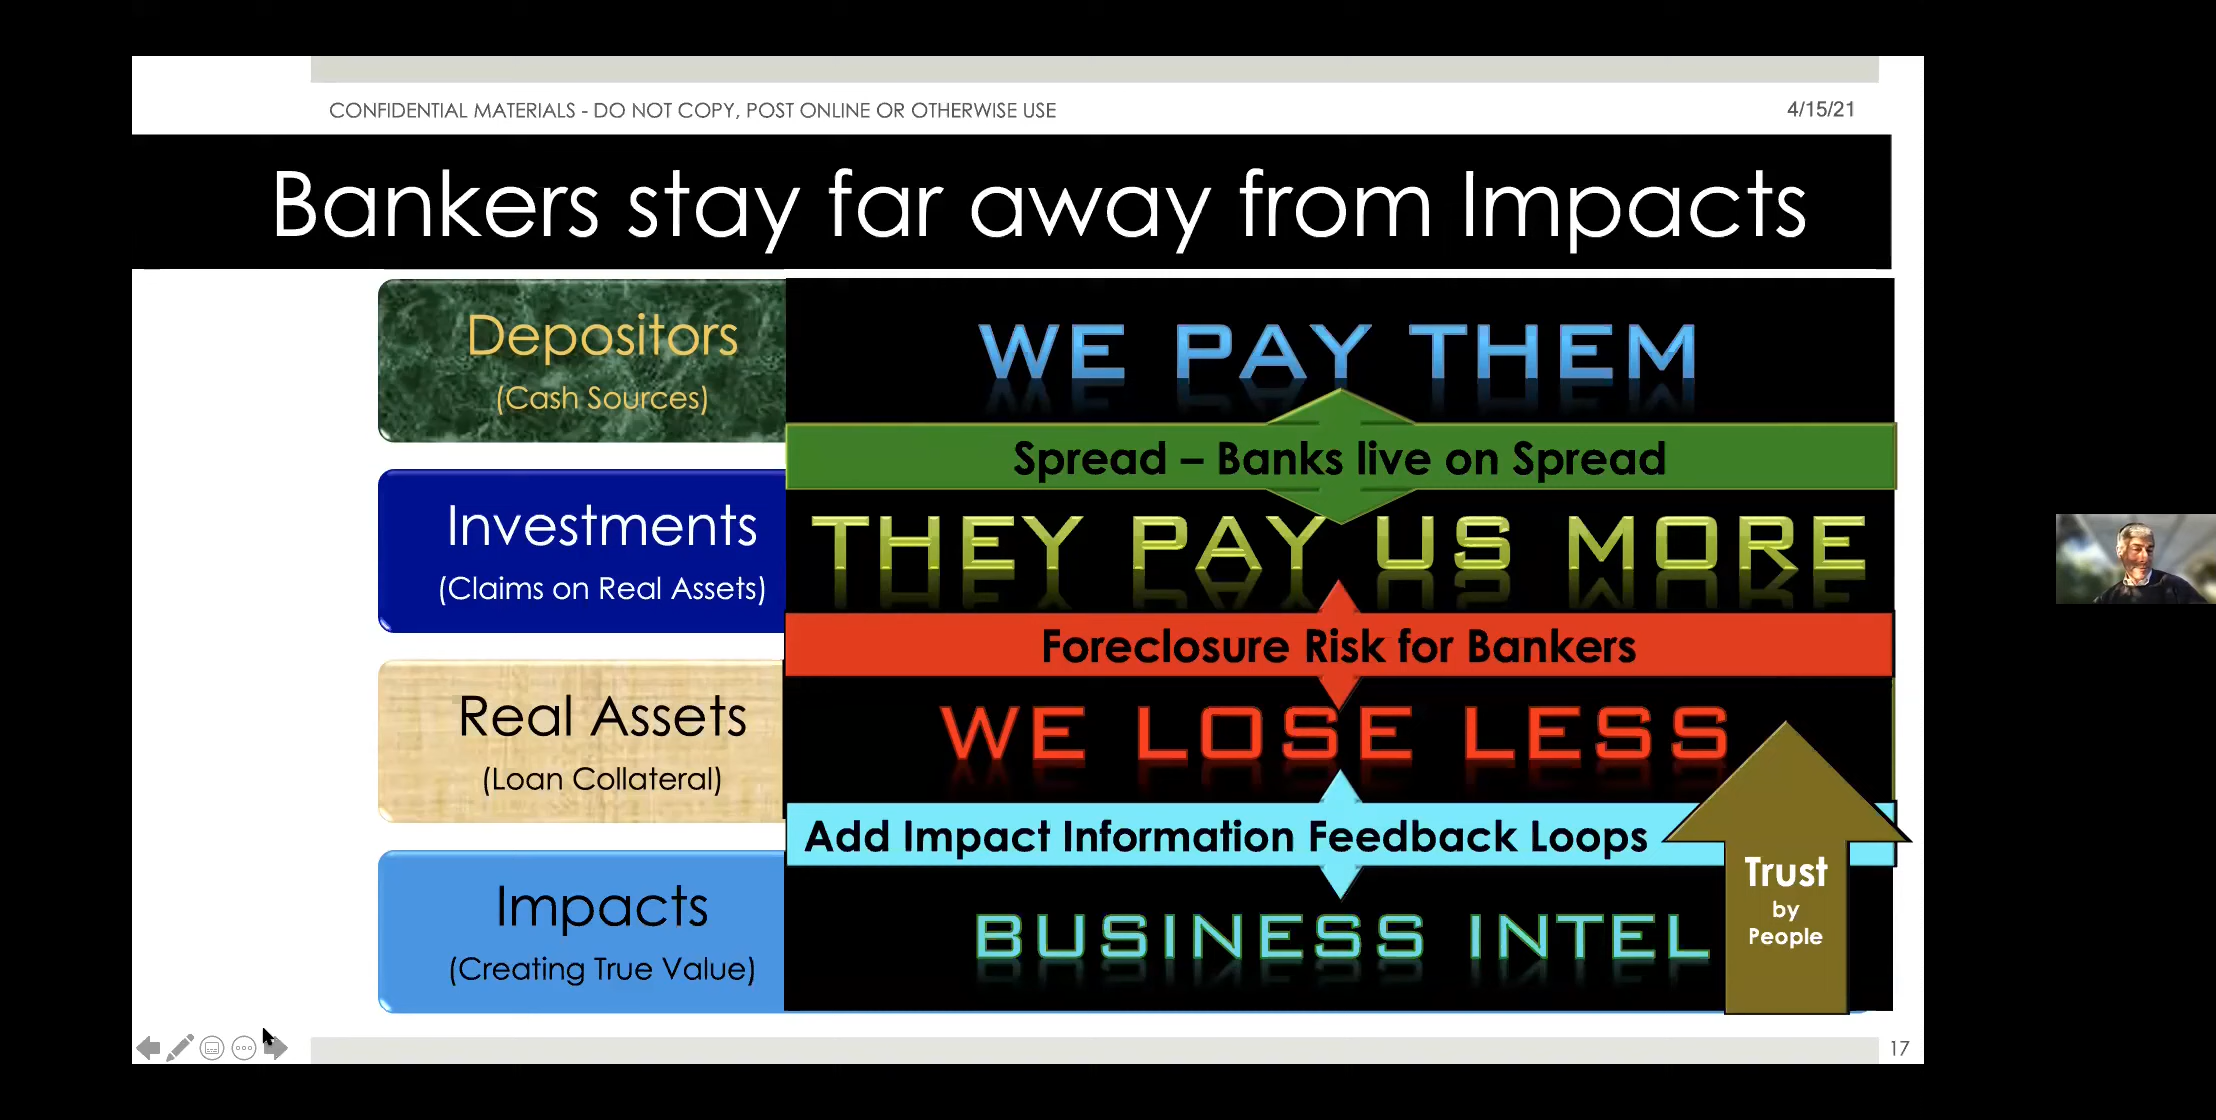 CONFIDENTIAL MATERIALS - DO NOT COPY, POST ONLINE OR OTHERWISE USE
4/15/21
Bankers stay far away from Impacts
Depositors
(Cash Sources)
WE PAY THEM
Spread – Banks live on Spread
Investments
(Claims on Real Assets)
THEY PAY US MORE
Foreclosure Risk for Bankers
Real Assets
(Loan Collateral)
WE LOSE LESS
Add Impact Information Feedback Loops
Impacts
(Creating True Value)
BUSINESS INTEL
Trust
by
People
17